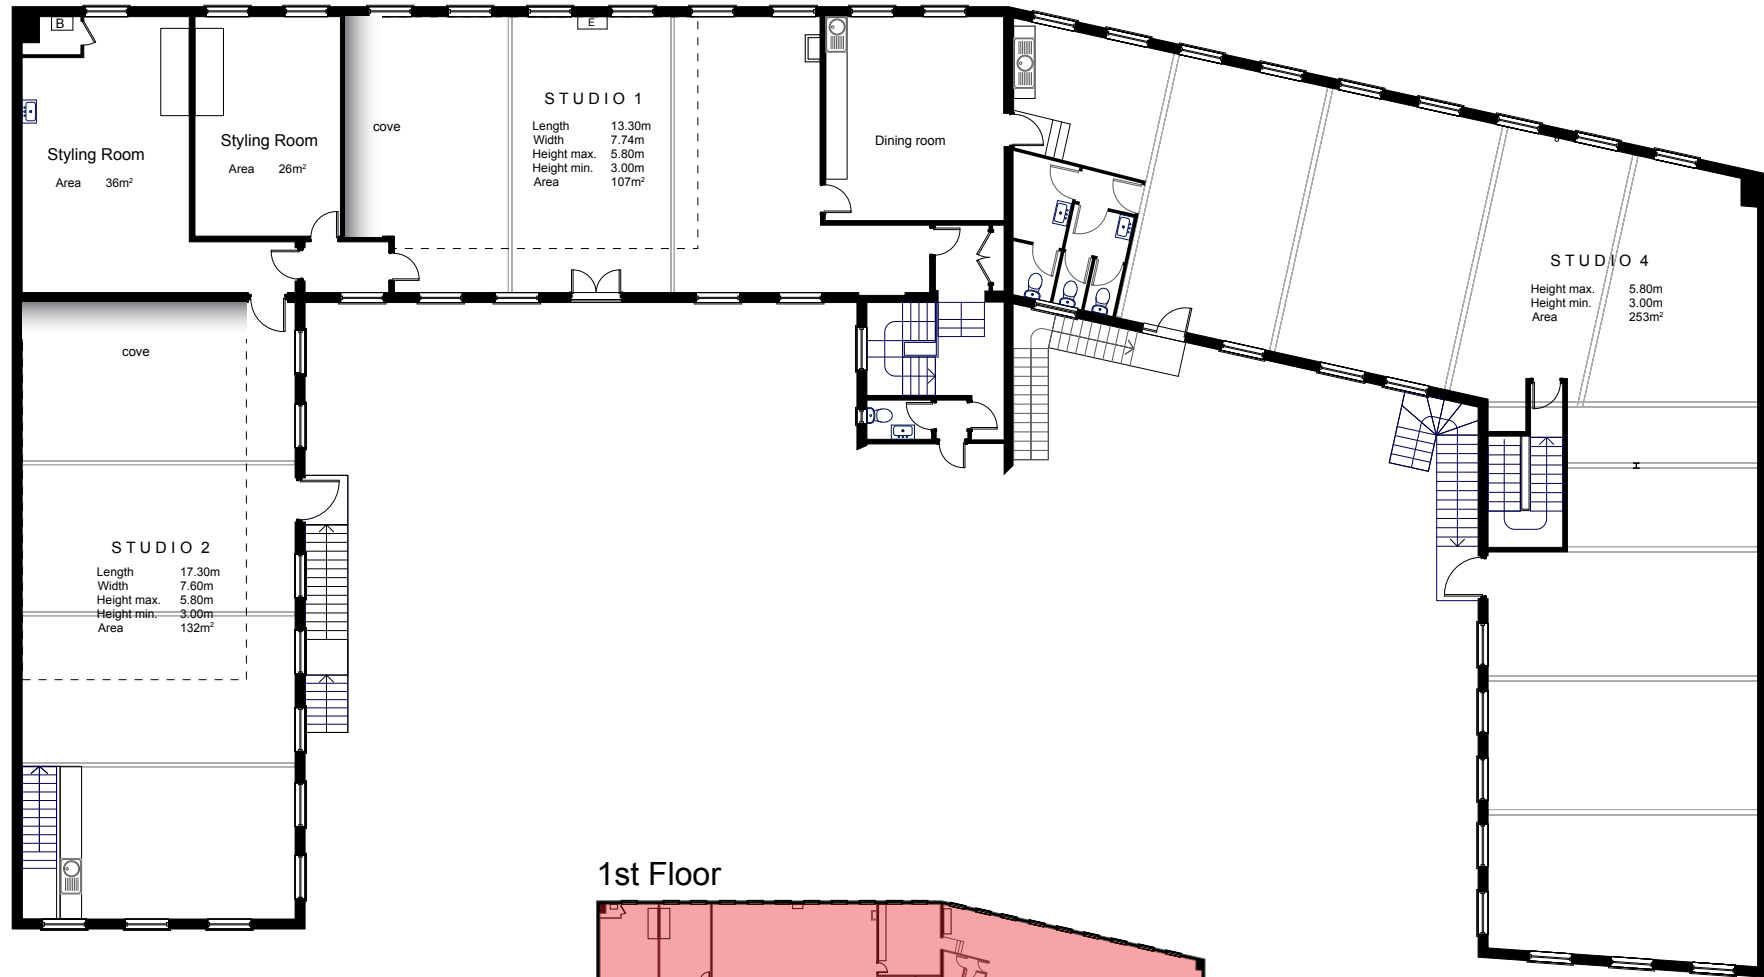 B
E
Styling Room
Area 36m²
Styling Room
Area 26m²
cove
STUDIO 1
Length 13.30m
Width 7.74m
Height max. 5.80m
Height min. 3.00m
Area 107m²
Dining room
STUDIO 4
Height max. 5.80m
Height min. 3.00m
Area 253m²
cove
H
STUDIO 2
Length 17.30m
Width 7.60m
Height max. 5.80m
Height min. 3.00m
Area 132m²
1st Floor